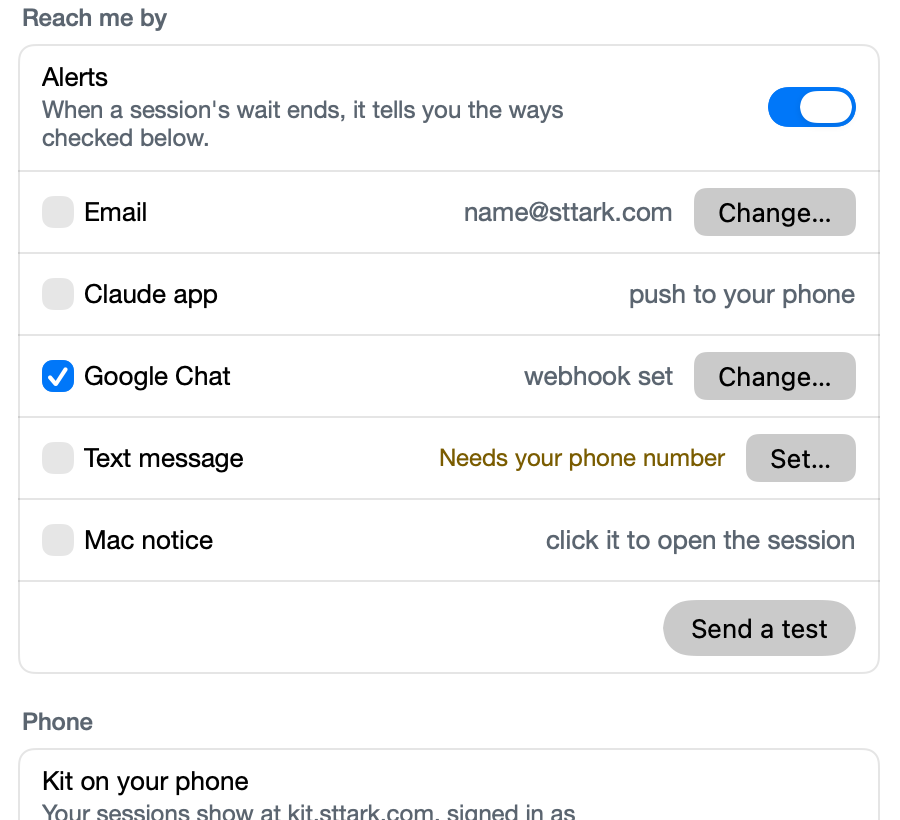 Reach me by
Alerts
When a session's wait ends, it tells you the ways
checked below.
Email name@sttark.com Change...
Claude app push to your phone
Google Chat webhook set Change...
Text message Needs your phone number Set...
Mac notice click it to open the session
Send a test
Phone
Kit on your phone
Your sessions show at kit.sttark.com, signed in as